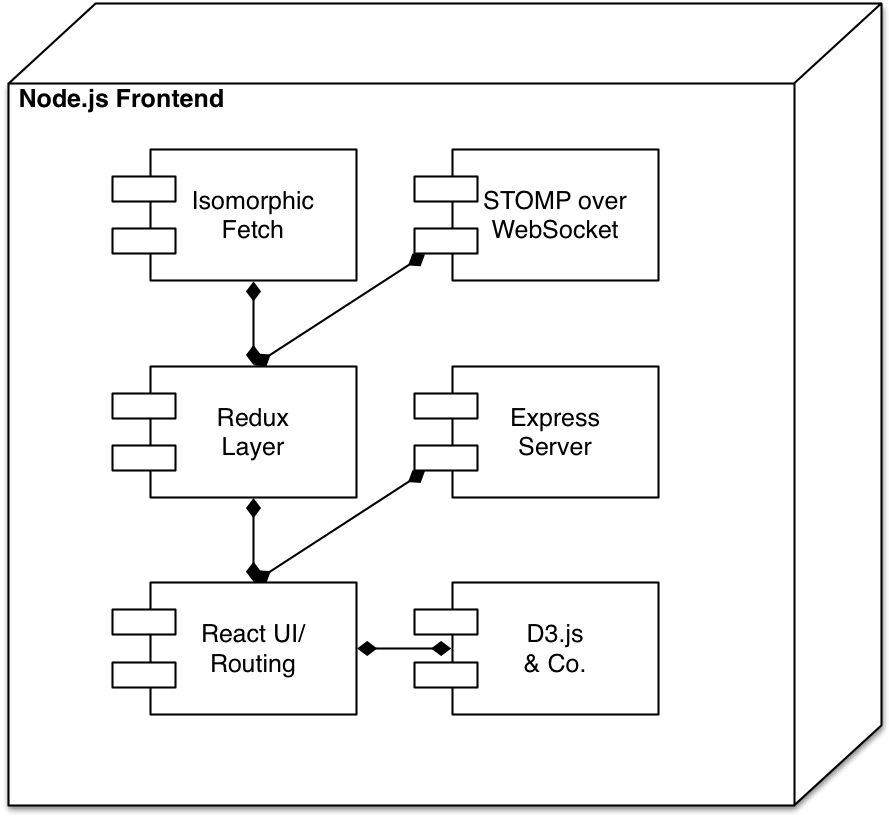 Node.js Frontend
Isomorphic
Fetch
STOMP over
WebSocket
Redux
Layer
Express
Server
React UI/
Routing
D3.js
& Co.